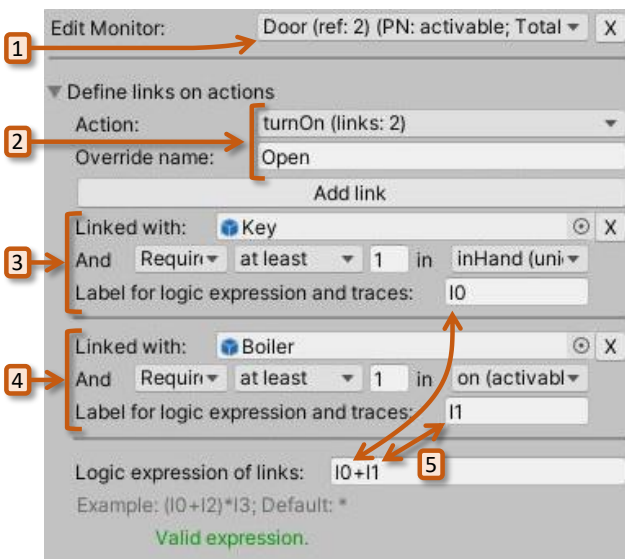 Edit Monitor: Door (ref: 2) (PN: activable; Total X
1
Define links on actions
Action: turnOn (links: 2)
2
Override name: Open
Add link
Linked with: Key X
3 And Requir at least 1 in inHand (uni
Label for logic expression and traces: l0
Linked with: Boiler X
4 And Requir at least 1 in on (activabl
Label for logic expression and traces: l1
Logic expression of links: l0+l1 5
Example: (l0+l2)*l3; Default: *
Valid expression.